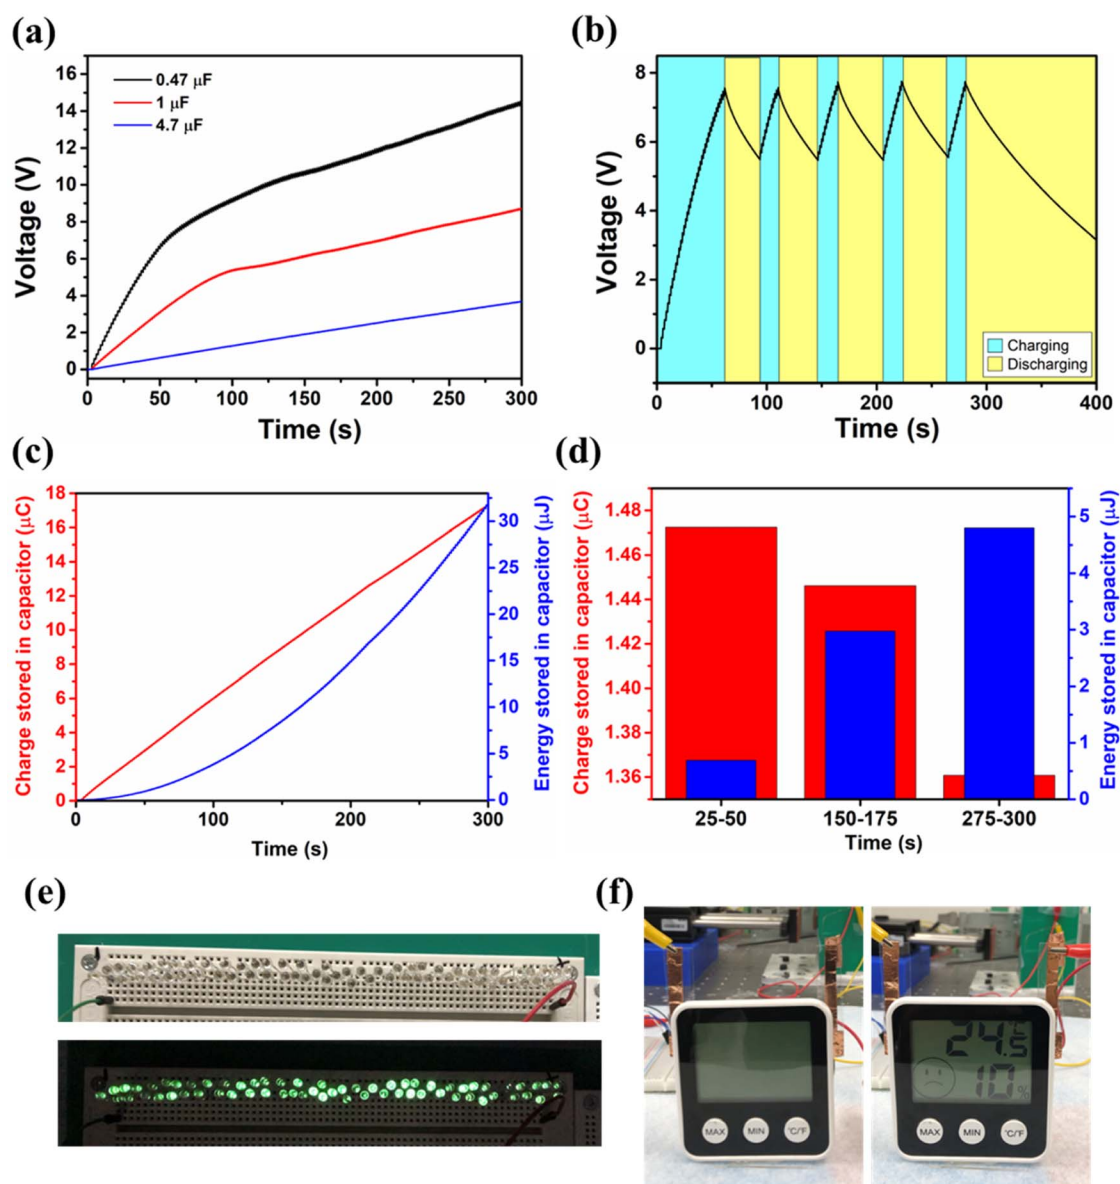 (a)
16
14
12
10
8
6
4
2
0
Voltage (V)
0.47 μF
1 μF
4.7 μF
0
50
100
150
200
250
300
Time (s)
(b)
8
6
4
2
0
Voltage (V)
Charging
Discharging
0
100
200
300
400
Time (s)
(c)
18
16
14
12
10
8
6
4
2
0
Charge stored in capacitor (μC)
30
25
20
15
10
5
0
Energy stored in capacitor (μJ)
0
100
200
300
Time (s)
(d)
1.48
1.46
1.44
1.42
1.40
1.38
1.36
Charge stored in capacitor (μC)
5
4
3
2
1
0
Energy stored in capacitor (μJ)
25-50
150-175
275-300
Time (s)
(e)
(f)
MAX
MIN
°C/°F
24.5 °C
10 %
MAX
MIN
°C/°F